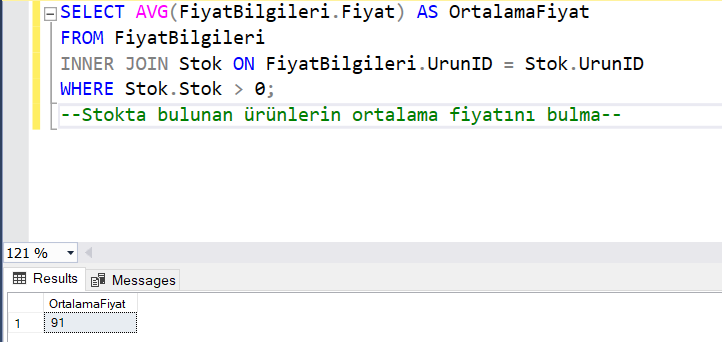 SELECT AVG(FiyatBilgileri.Fiyat) AS OrtalamaFiyat
FROM FiyatBilgileri
INNER JOIN Stok ON FiyatBilgileri.UrunID = Stok.UrunID
WHERE Stok.Stok > 0;
--Stokta bulunan ürünlerin ortalama fiyatını bulma--
121 %
Results Messages
OrtalamaFiyat
1 91